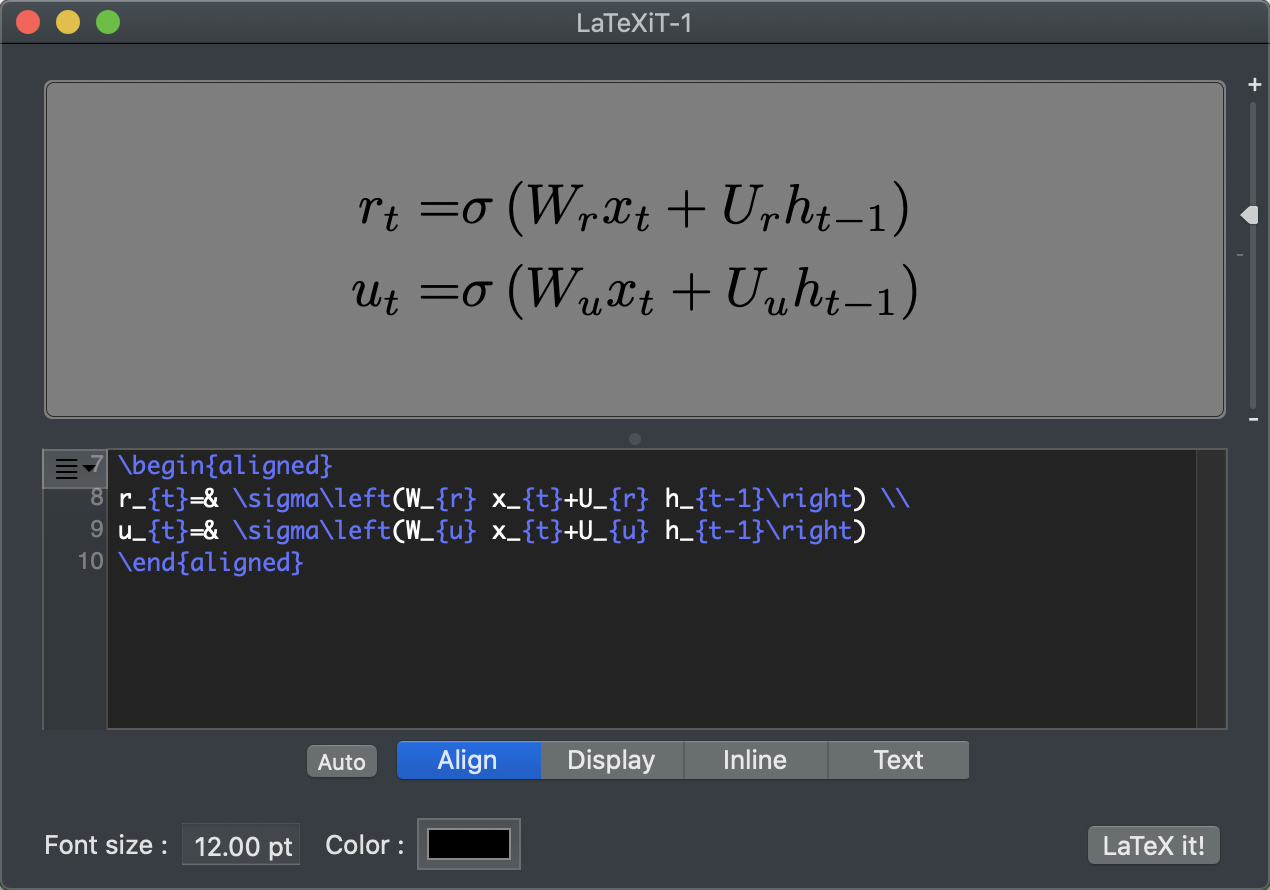 LaTeXiT-1
+
r_t =σ (W_r x_t + U_r h_{t−1})
u_t =σ (W_u x_t + U_u h_{t−1})
-
-
7 \begin{aligned}
8 r_{t}=& \sigma\left(W_{r} x_{t}+U_{r} h_{t-1}\right) \\
9 u_{t}=& \sigma\left(W_{u} x_{t}+U_{u} h_{t-1}\right)
10 \end{aligned}
Auto Align Display Inline Text
Font size : 12.00 pt Color : LaTeX it!